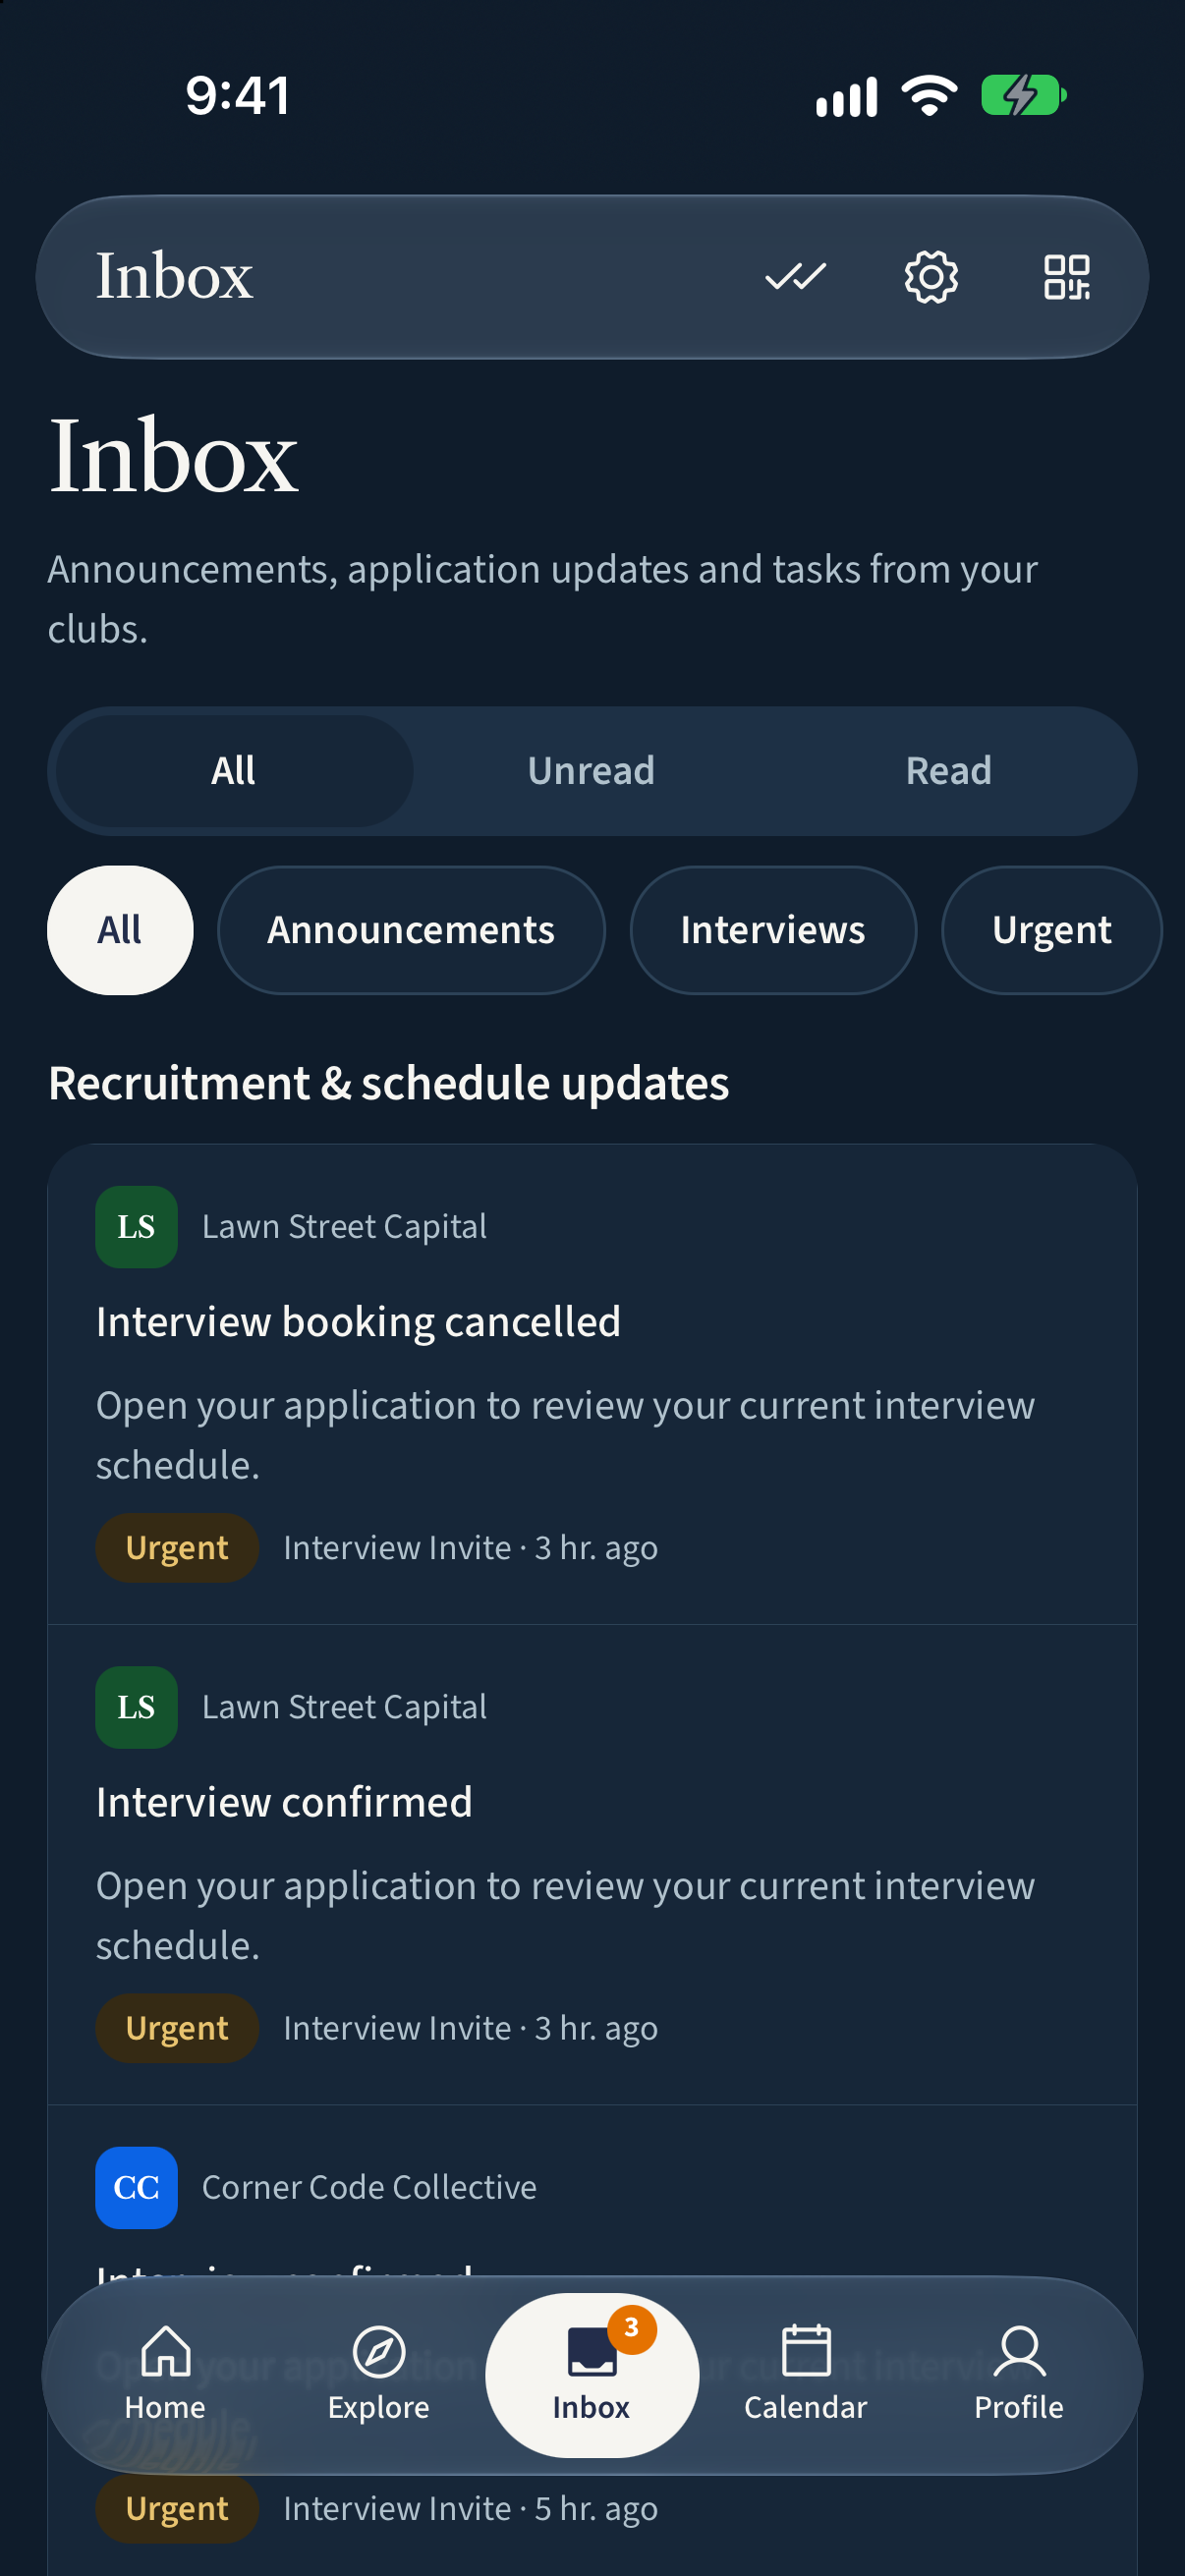 9:41
Inbox
Inbox
Announcements, application updates and tasks from your
clubs.
All Unread Read
All Announcements Interviews Urgent
Recruitment & schedule updates
LS Lawn Street Capital
Interview booking cancelled
Open your application to review your current interview
schedule.
Urgent Interview Invite · 3 hr. ago
LS Lawn Street Capital
Interview confirmed
Open your application to review your current interview
schedule.
Urgent Interview Invite · 3 hr. ago
CC Corner Code Collective
Interview confirmed
3
Home Explore Inbox Calendar Profile
Urgent Interview Invite · 5 hr. ago